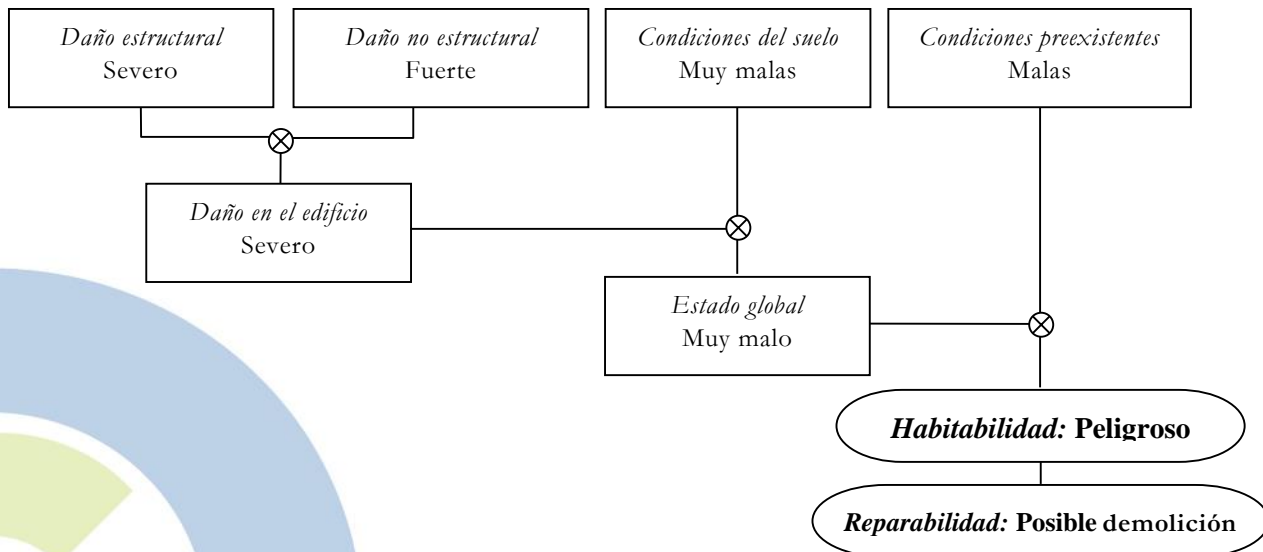 Daño estructural
Severo
Daño no estructural
Fuerte
Condiciones del suelo
Muy malas
Condiciones preexistentes
Malas
Daño en el edificio
Severo
Estado global
Muy malo
Habitabilidad: Peligroso
Reparabilidad: Posible demolición